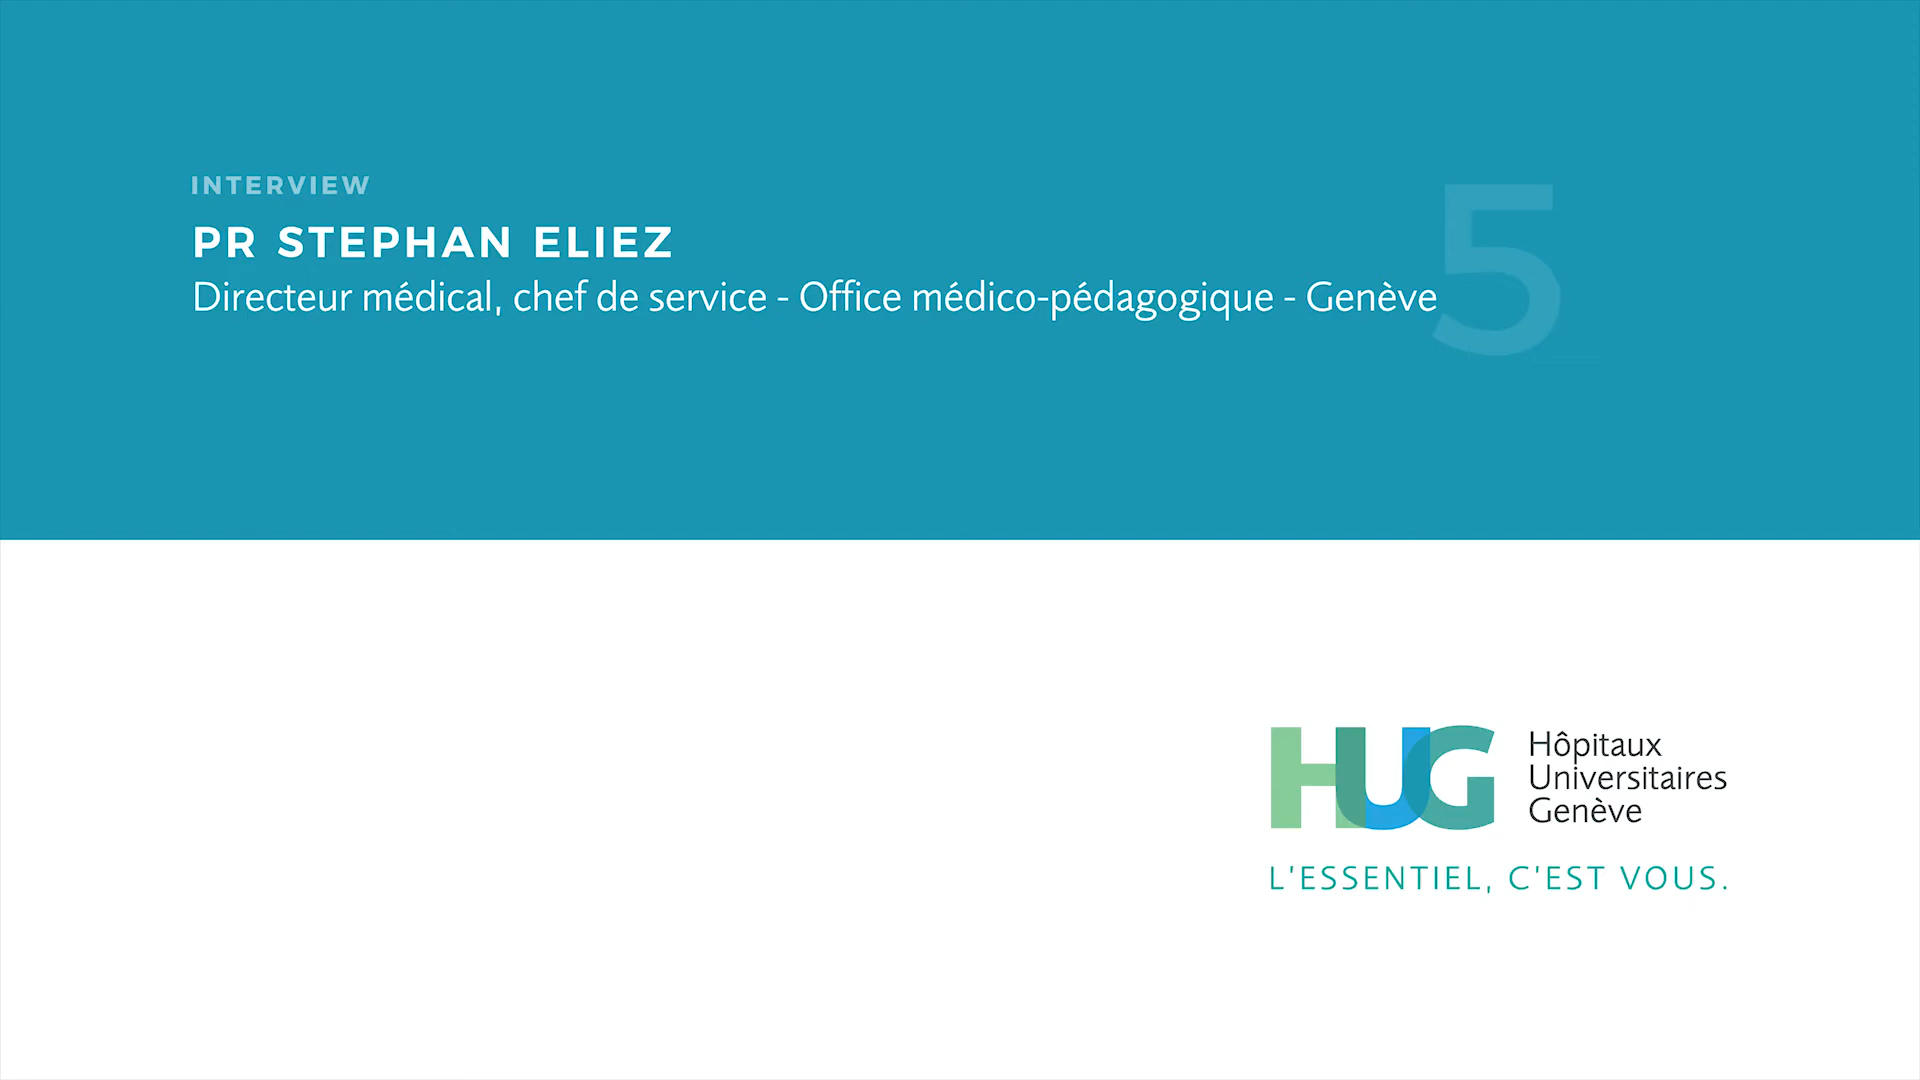 INTERVIEW
PR STEPHAN ELIEZ
Directeur médical, chef de service - Office médico-pédagogique - Genève
5
HUG
Hôpitaux
Universitaires
Genève
L'ESSENTIEL, C'EST VOUS.